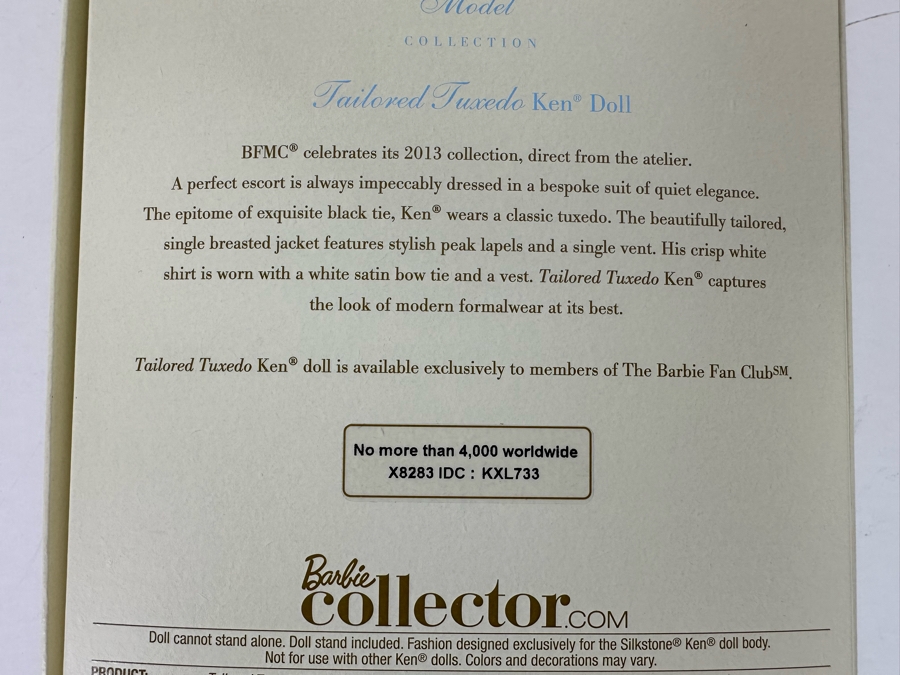 Model
COLLECTION
Tailored Tuxedo Ken® Doll
BFMC® celebrates its 2013 collection, direct from the atelier.
A perfect escort is always impeccably dressed in a bespoke suit of quiet elegance.
The epitome of exquisite black tie, Ken® wears a classic tuxedo. The beautifully tailored,
single breasted jacket features stylish peak lapels and a single vent. His crisp white
shirt is worn with a white satin bow tie and a vest. Tailored Tuxedo Ken® captures
the look of modern formalwear at its best.
Tailored Tuxedo Ken® doll is available exclusively to members of The Barbie Fan Club℠.
No more than 4,000 worldwide
X8283 IDC : KXL733
Barbie
collector.COM
Doll cannot stand alone. Doll stand included. Fashion designed exclusively for the Silkstone® Ken® doll body.
Not for use with other Ken® dolls. Colors and decorations may vary.
PRODUCT: